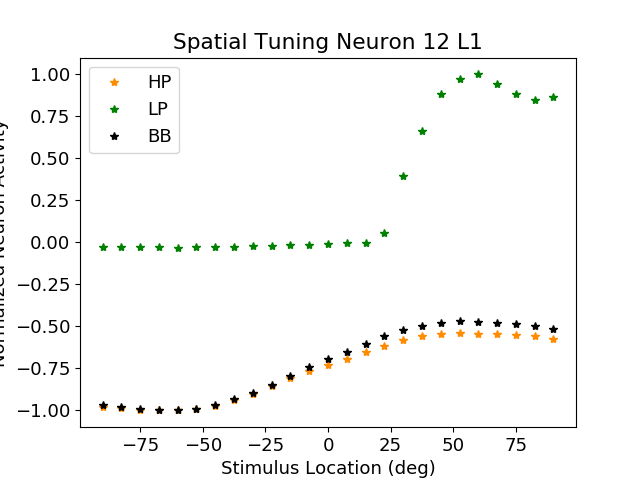 Spatial Tuning Neuron 12 L1
HP
LP
BB
1.00
0.75
0.50
0.25
0.00
−0.25
−0.50
−0.75
−1.00
Normalized Neuron Activity
−75
−50
−25
0
25
50
75
Stimulus Location (deg)